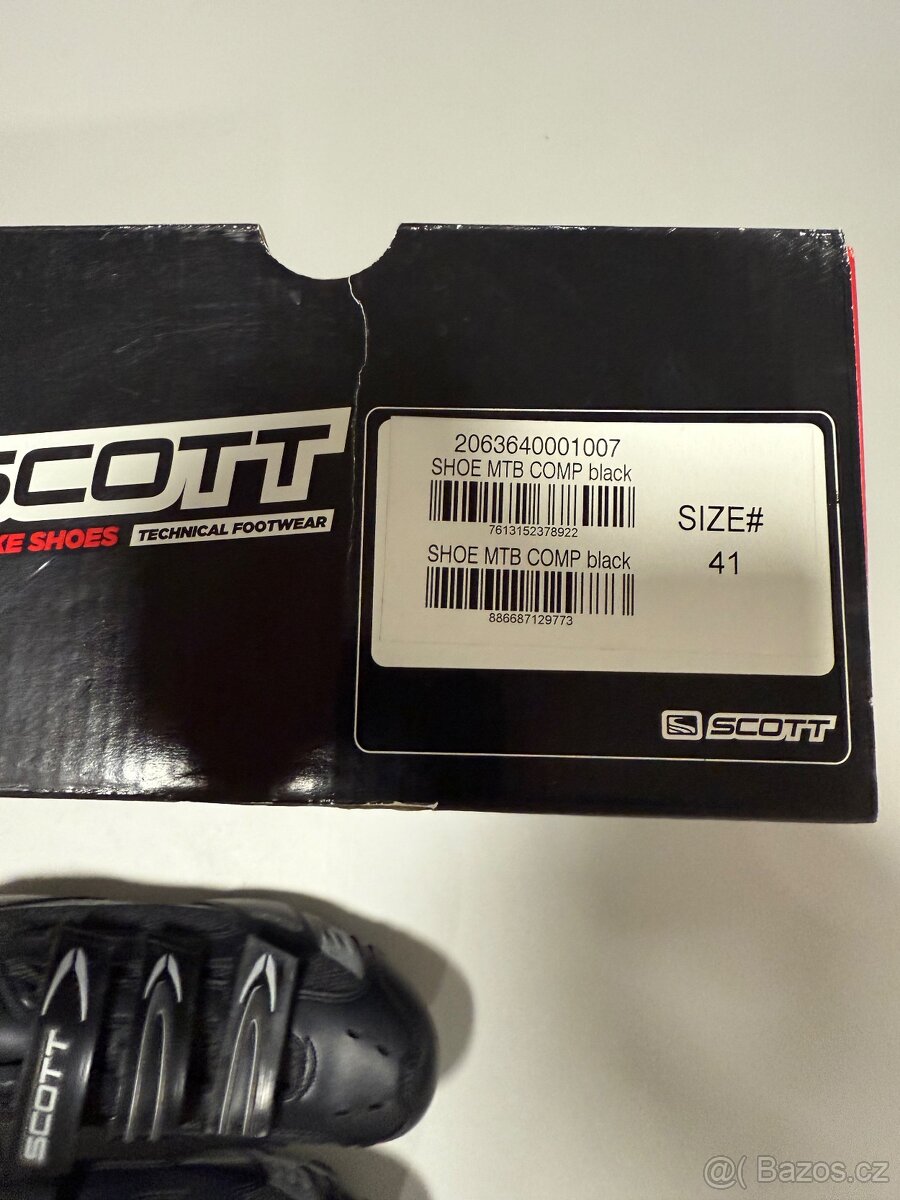 SCOTT
KE SHOES TECHNICAL FOOTWEAR
2063640001007
SHOE MTB COMP black
7613152378922
SHOE MTB COMP black
886687129773
SIZE#
41
SCOTT
SCOTT
@( Bazos.cz